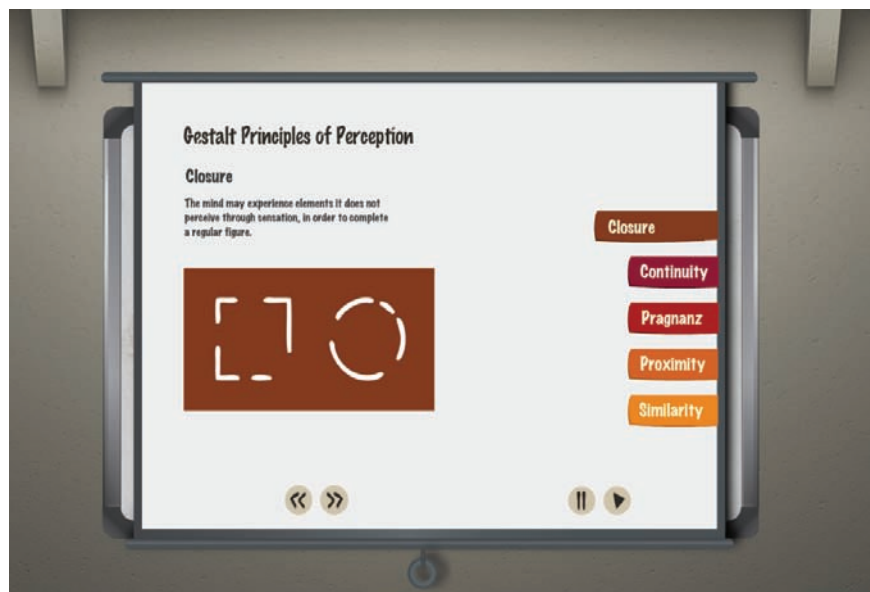 Gestalt Principles of Perception
Closure
The mind may experience elements it does not
perceive through sensation, in order to complete
a regular figure.
Closure
Continuity
Pragnanz
Proximity
Similarity